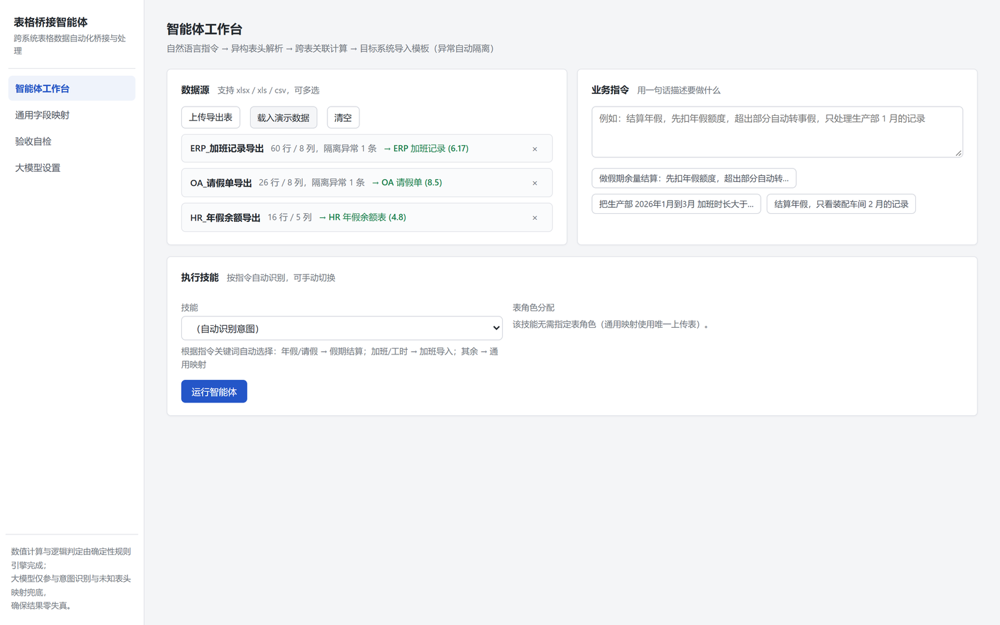 表格桥接智能体
跨系统表格数据自动化桥接与处
理
智能体工作台
通用字段映射
验收自检
大模型设置
数值计算与逻辑判定由确定性规则
引擎完成；
大模型仅参与意图识别与未知表头
映射兜底，
确保结果零失真。
智能体工作台
自然语言指令 → 异构表头解析 → 跨表关联计算 → 目标系统导入模板（异常自动隔离）
数据源 支持 xlsx / xls / csv，可多选
上传导出表 载入演示数据 清空
ERP_加班记录导出 60 行 / 8 列，隔离异常 1 条 → ERP 加班记录 (6.17) ×
OA_请假单导出 26 行 / 8 列，隔离异常 1 条 → OA 请假单 (8.5) ×
HR_年假余额导出 16 行 / 5 列 → HR 年假余额表 (4.8) ×
业务指令 用一句话描述要做什么
例如：结算年假，先扣年假额度，超出部分自动转事假，只处理生产部 1 月的记录
做假期余量结算：先扣年假额度，超出部分自动转...
把生产部 2026年1月到3月 加班时长大于... 结算年假，只看装配车间 2 月的记录
执行技能 按指令自动识别，可手动切换
技能
（自动识别意图）
根据指令关键词自动选择：年假/请假 → 假期结算；加班/工时 → 加班导入；其余 → 通
用映射
表角色分配
该技能无需指定表角色（通用映射使用唯一上传表）。
运行智能体